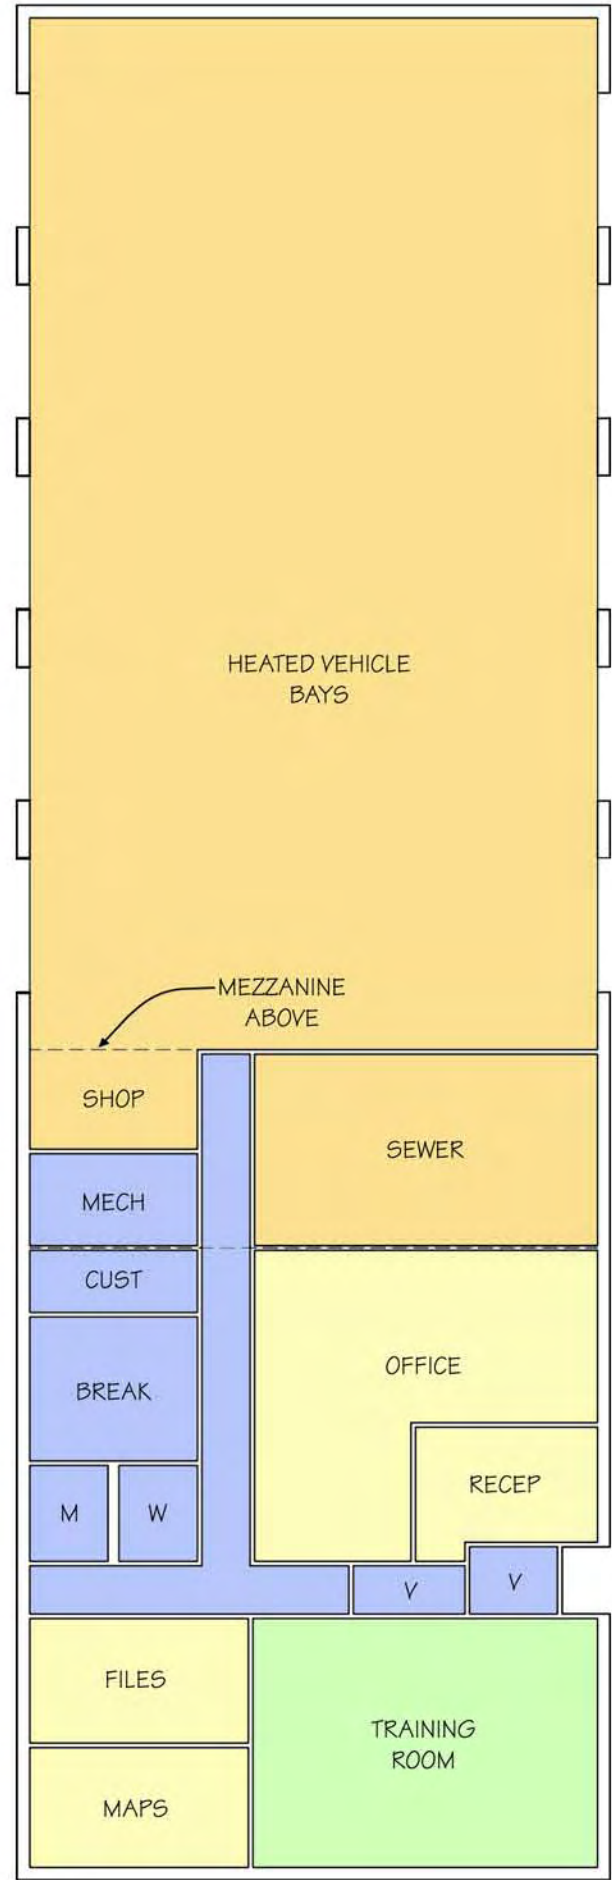 HEATED VEHICLE
BAYS
MEZZANINE
ABOVE
SHOP
SEWER
MECH
CUST
OFFICE
BREAK
RECEP
M
W
V
V
FILES
TRAINING
ROOM
MAPS